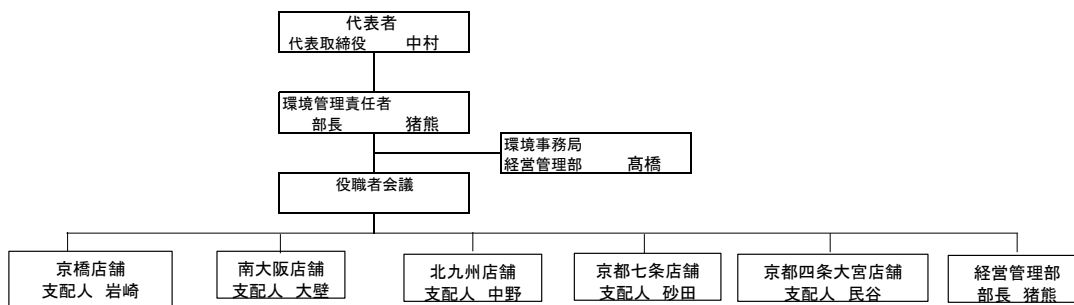 代表者
代表取締役 中村
環境管理責任者
部長 猪熊
環境事務局
経営管理部 髙橋
役職者会議
京橋店舗
支配人 岩崎
南大阪店舗
支配人 大壁
北九州店舗
支配人 中野
京都七条店舗
支配人 砂田
京都四条大宮店舗
支配人 民谷
経営管理部
部長 猪熊